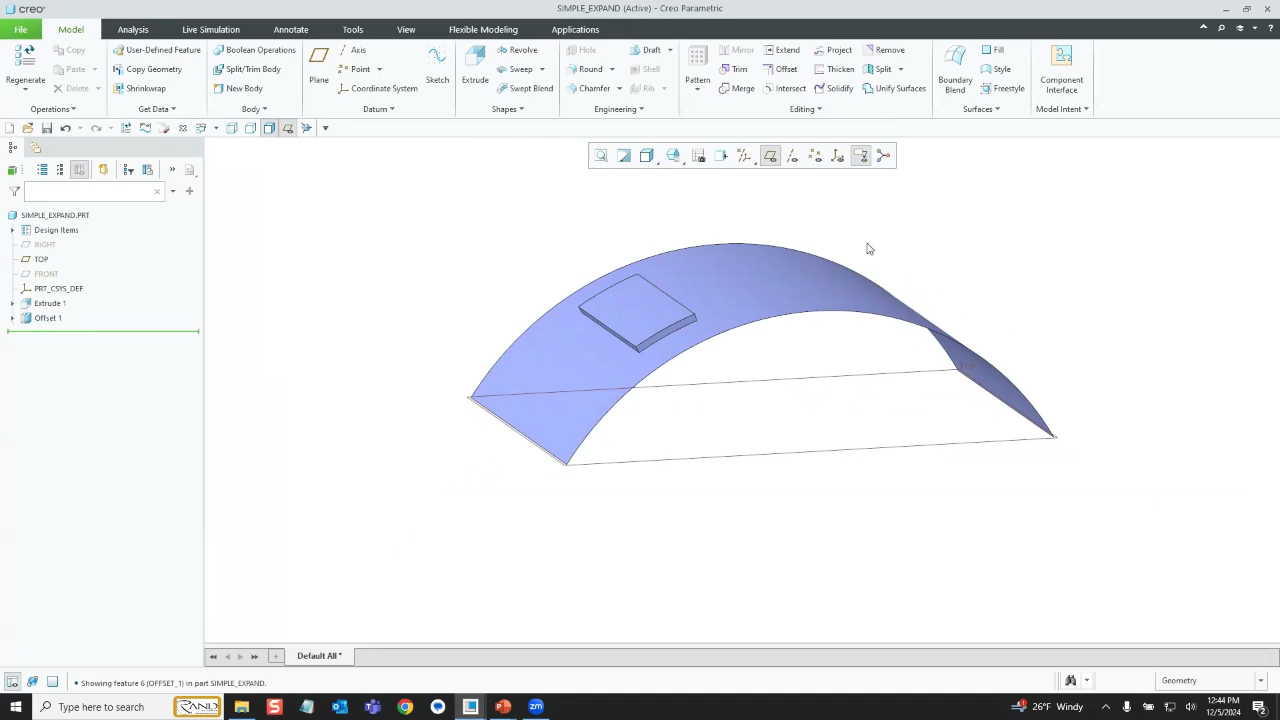 creo
SIMPLE_EXPAND (Active) - Creo Parametric
File Model Analysis Live Simulation Annotate Tools View Flexible Modeling Applications
Regenerate
Copy
Paste
Delete
Operations
User-Defined Feature
Copy Geometry
Shrinkwrap
Get Data
Boolean Operations
Split/Trim Body
New Body
Body
Plane
Axis
Coordinate System
Sketch
Datum
Extrude
Revolve
Sweep
Swept Blend
Shapes
Hole
Round
Chamfer
Draft
Shell
Rib
Engineering
Pattern
Mirror
Trim
Merge
Extend
Offset
Intersect
Project
Thicken
Solidify
Remove
Split
Unify Surfaces
Editing
Boundary
Blend
Fill
Style
Freestyle
Surfaces
Component
Interface
Model Intent
SIMPLE_EXPAND.PRT
Design Items
RIGHT
TOP
FRONT
PRT_CSYS_DEF
Extrude 1
Offset 1
Default All *
• Showing feature 6 (OFFSET_1) in part SIMPLE_EXPAND.
Geometry
Type here to search
RAND
26°F Windy
12:44 PM
12/5/2024
2